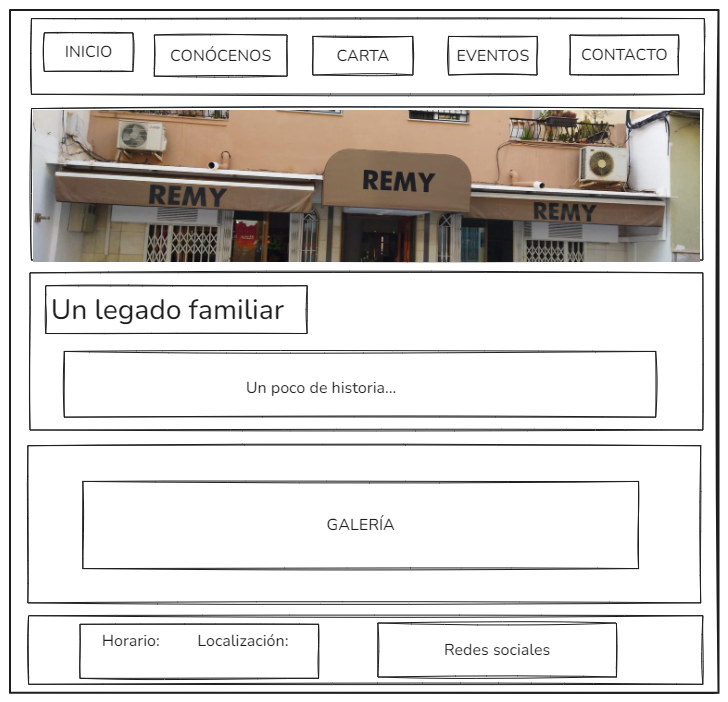 INICIO
CONÓCENOS
CARTA
EVENTOS
CONTACTO
REMY
REMY
REMY
Un legado familiar
Un poco de historia...
GALERÍA
Horario: Localización:
Redes sociales